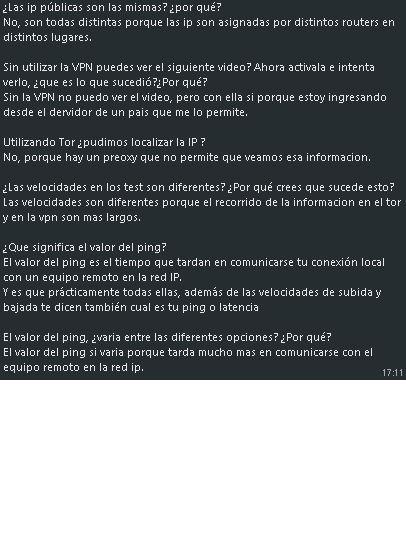 ¿Las ip públicas son las mismas? ¿por qué?
No, son todas distintas porque las ip son asignadas por distintos routers en
distintos lugares.
Sin utilizar la VPN puedes ver el siguiente video? Ahora activala e intenta
verlo, ¿que es lo que sucedió?¿Por qué?
Sin la VPN no puedo ver el video, pero con ella si porque estoy ingresando
desde el dervidor de un pais que me lo permite.
Utilizando Tor ¿pudimos localizar la IP ?
No, porque hay un preoxy que no permite que veamos esa informacion.
¿Las velocidades en los test son diferentes? ¿Por qué crees que sucede esto?
Las velocidades son diferentes porque el recorrido de la informacion en el tor
y en la vpn son mas largos.
¿Que significa el valor del ping?
El valor del ping es el tiempo que tardan en comunicarse tu conexión local
con un equipo remoto en la red IP.
Y es que prácticamente todas ellas, además de las velocidades de subida y
bajada te dicen también cual es tu ping o latencia
El valor del ping, ¿varia entre las diferentes opciones? ¿Por qué?
El valor del ping si varia porque tarda mucho mas en comunicarse con el
equipo remoto en la red ip.
17:11